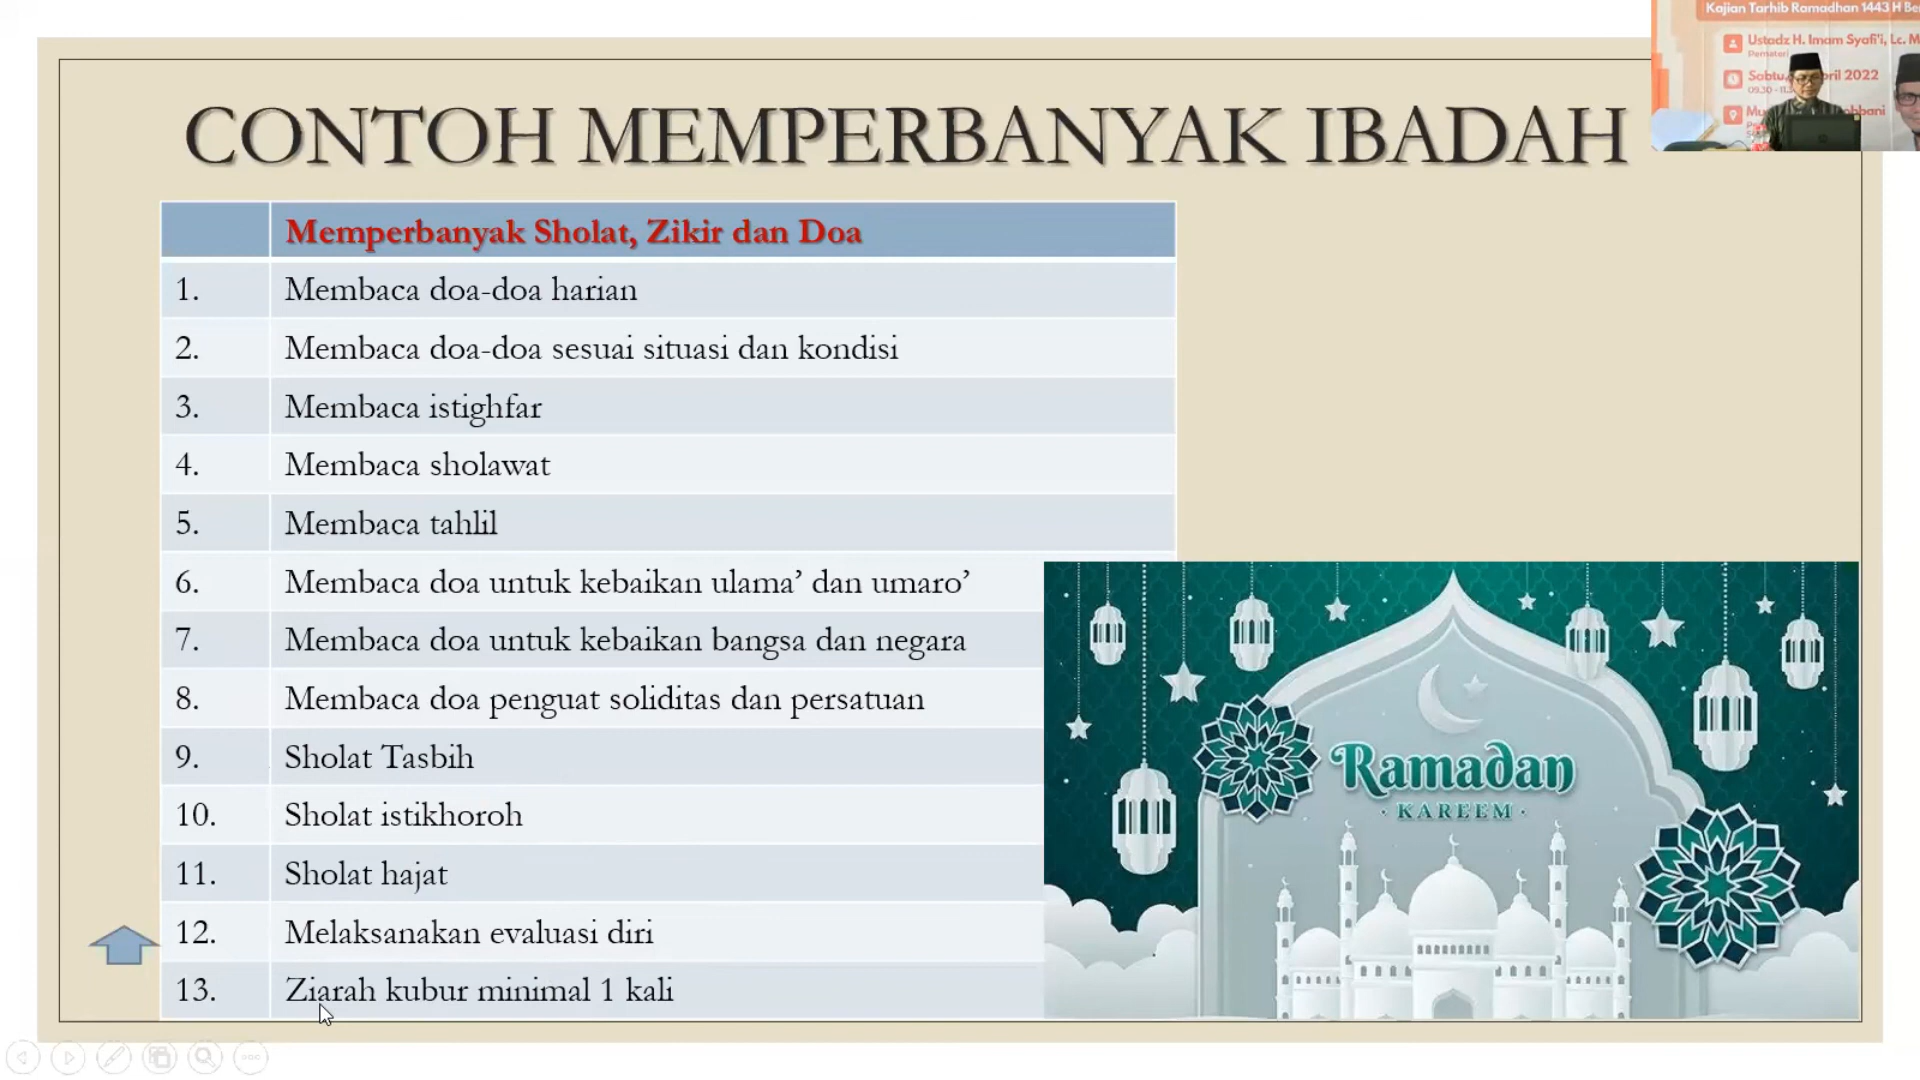 Kajian Tarhib Ramadhan 1443 H
Ustadz H. Imam Syafi'i, Lc.
Pemateri
2022
09.30 -
CONTOH MEMPERBANYAK IBADAH
Memperbanyak Sholat, Zikir dan Doa
1. Membaca doa-doa harian
2. Membaca doa-doa sesuai situasi dan kondisi
3. Membaca istighfar
4. Membaca sholawat
5. Membaca tahlil
6. Membaca doa untuk kebaikan ulama’ dan umaro’
7. Membaca doa untuk kebaikan bangsa dan negara
8. Membaca doa penguat soliditas dan persatuan
9. Sholat Tasbih
10. Sholat istikhoroh
11. Sholat hajat
12. Melaksanakan evaluasi diri
13. Ziarah kubur minimal 1 kali
Ramadan
· KAREEM ·